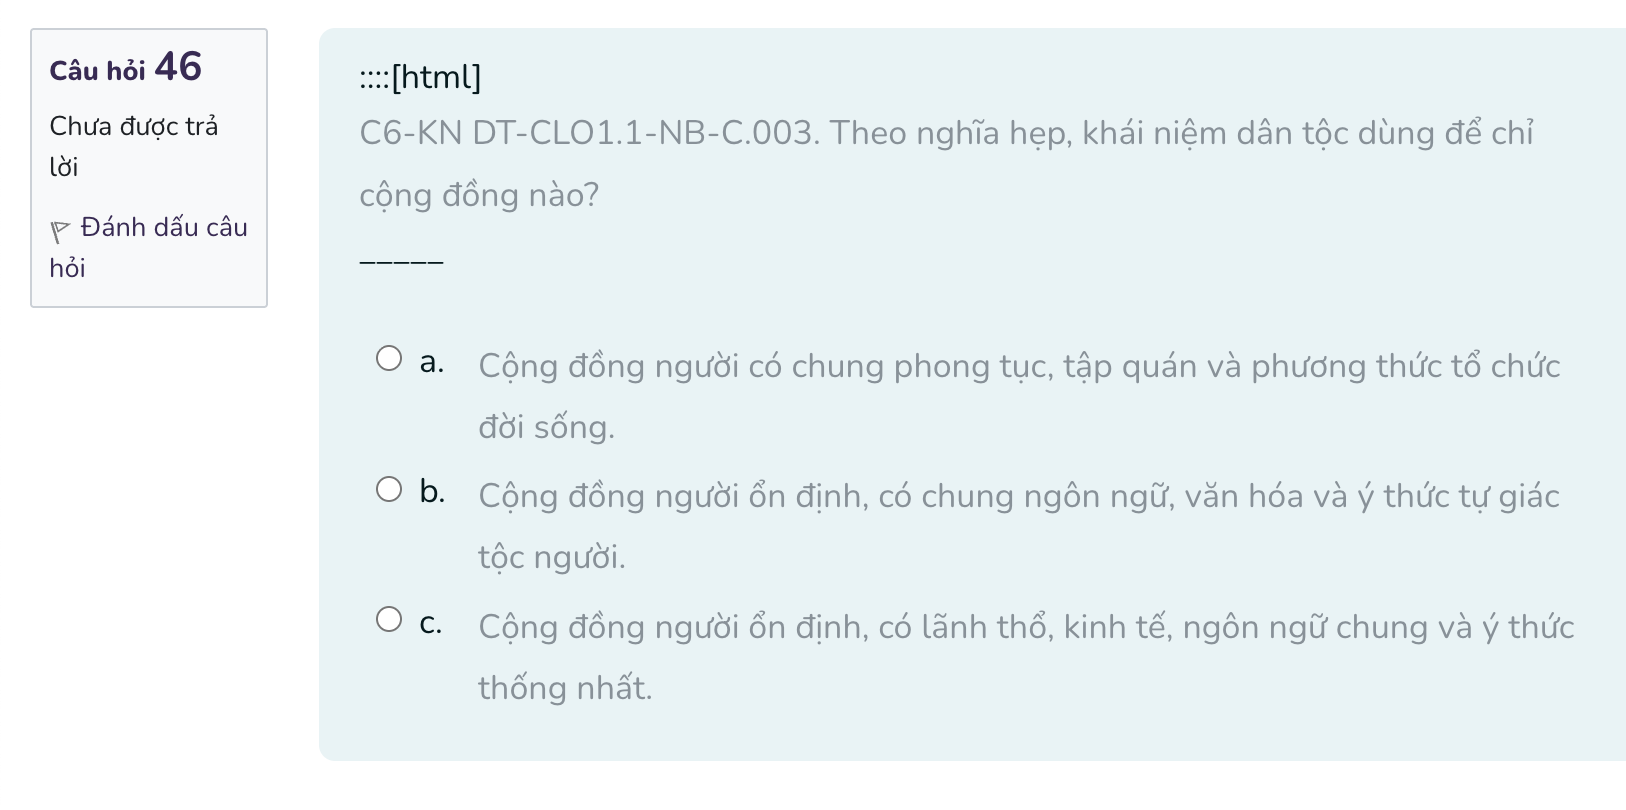 Câu hỏi 46
Chưa được trả
lời
Đánh dấu câu
hỏi
::::[html]
C6-KN DT-CLO1.1-NB-C.003. Theo nghĩa hẹp, khái niệm dân tộc dùng để chỉ
cộng đồng nào?
_____
a. Cộng đồng người có chung phong tục, tập quán và phương thức tổ chức
đời sống.
b. Cộng đồng người ổn định, có chung ngôn ngữ, văn hóa và ý thức tự giác
tộc người.
c. Cộng đồng người ổn định, có lãnh thổ, kinh tế, ngôn ngữ chung và ý thức
thống nhất.